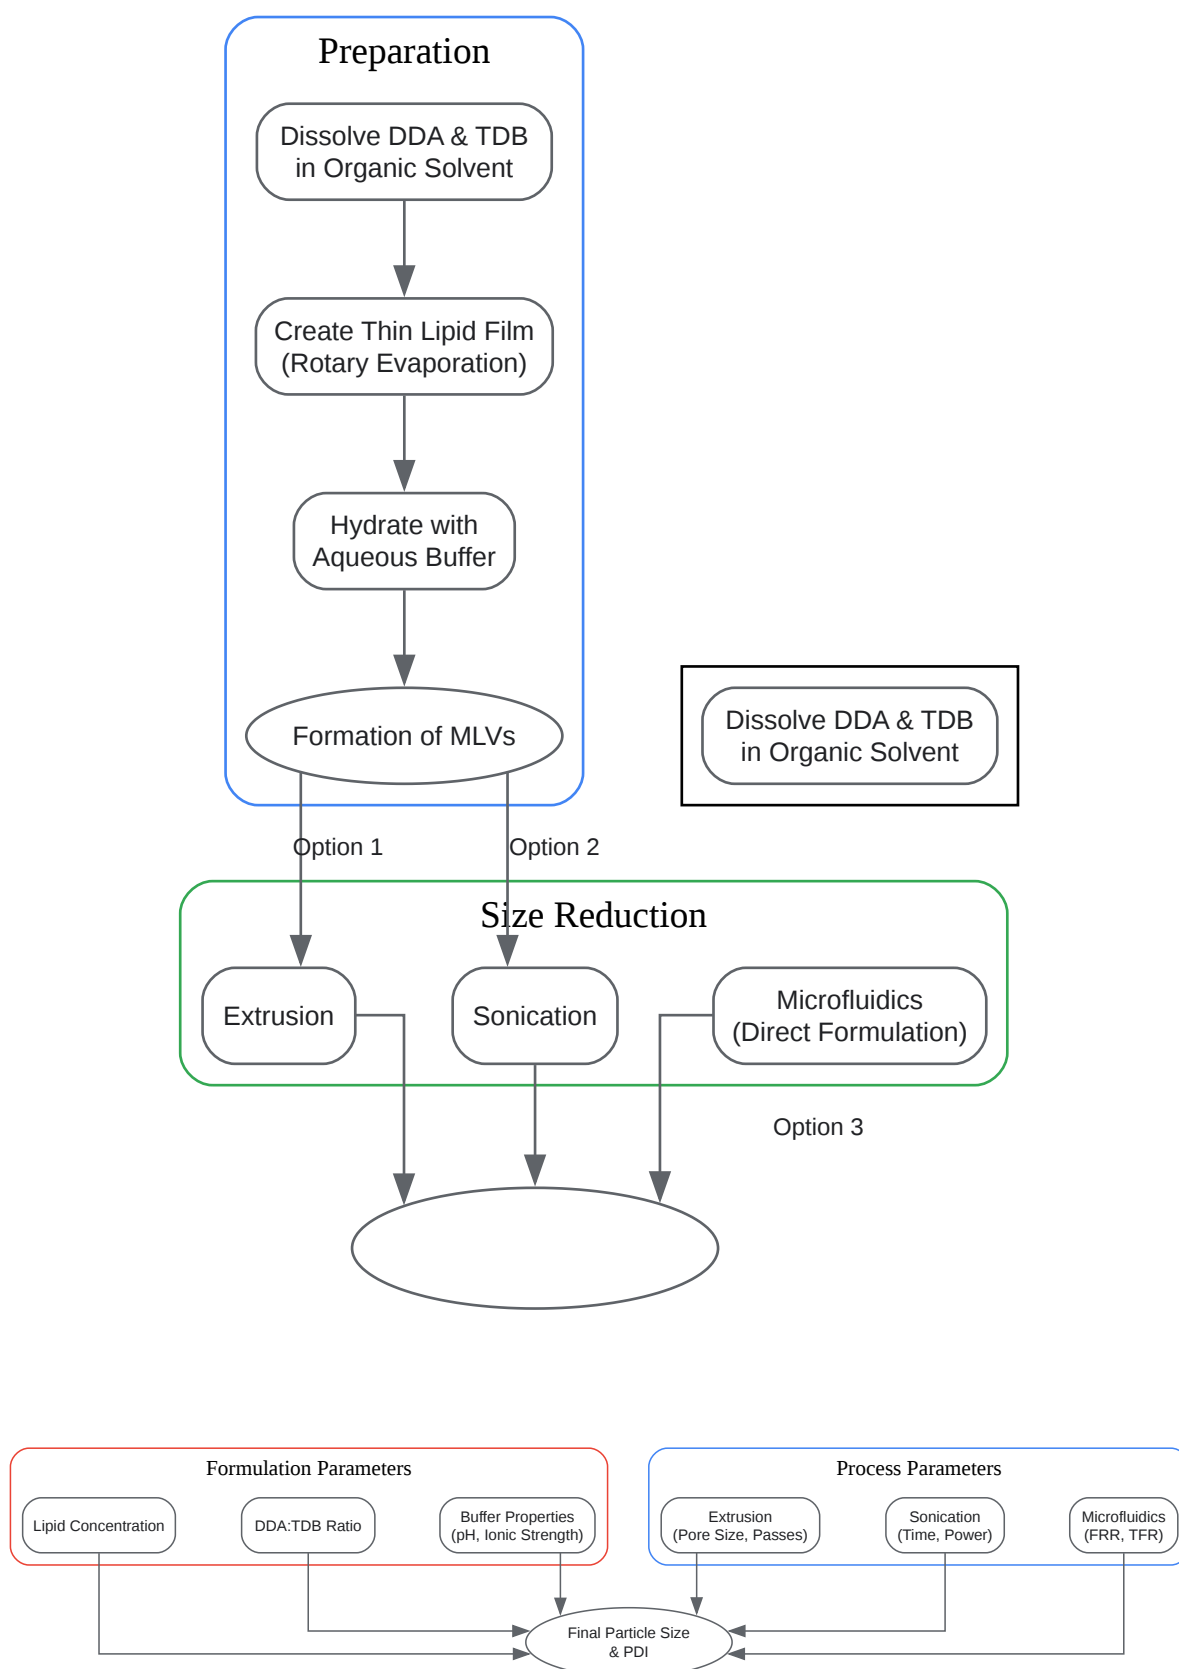 Preparation
Dissolve DDA & TDB
in Organic Solvent
Create Thin Lipid Film
(Rotary Evaporation)
Hydrate with
Aqueous Buffer
Formation of MLVs
Dissolve DDA & TDB
in Organic Solvent
Option 1
Option 2
Size Reduction
Extrusion
Sonication
Microfluidics
(Direct Formulation)
Option 3
Formulation Parameters
Lipid Concentration
DDA:TDB Ratio
Buffer Properties
(pH, Ionic Strength)
Process Parameters
Extrusion
(Pore Size, Passes)
Sonication
(Time, Power)
Microfluidics
(FRR, TFR)
Final Particle Size
& PDI